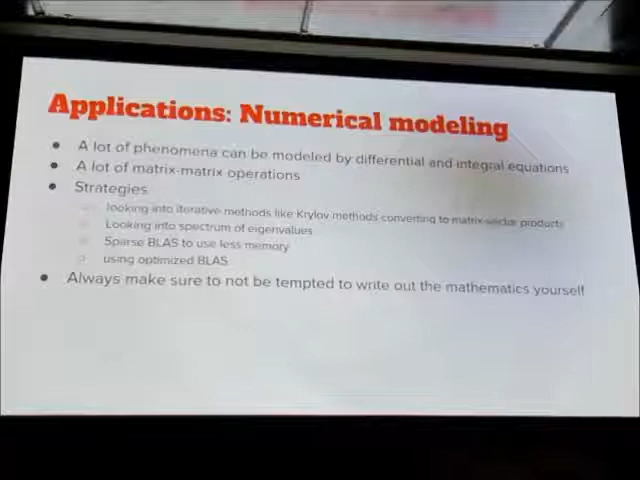 Applications: Numerical modeling
A lot of phenomena can be modeled by differential and integral equations
A lot of matrix-matrix operations
Strategies
looking into iterative methods like Krylov methods converting to matrix-vector products
Looking into spectrum of eigenvalues
Sparse BLAS to use less memory
using optimized BLAS
Always make sure to not be tempted to write out the mathematics yourself